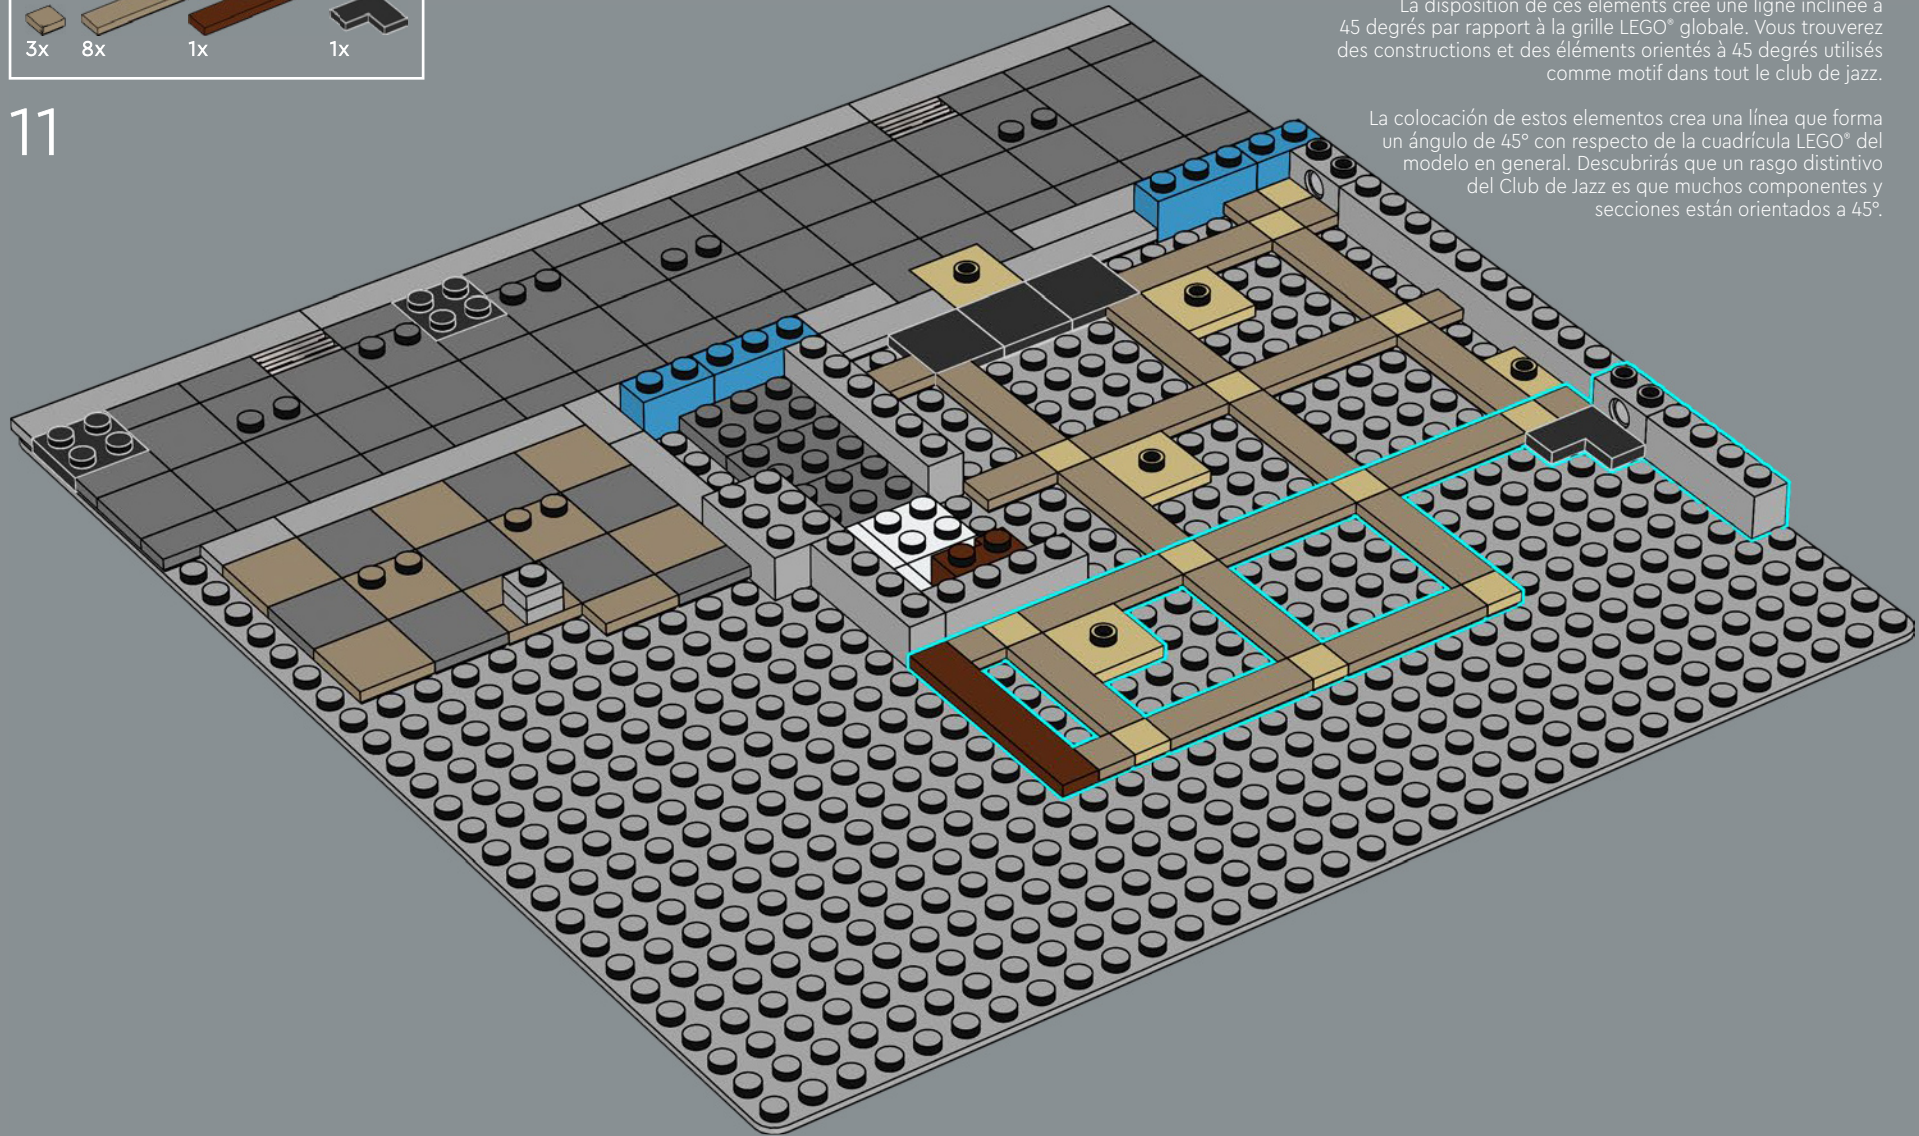 3x 8x 1x 1x
11
La disposition de ces éléments crée une ligne inclinée à
45 degrés par rapport à la grille LEGO® globale. Vous trouverez
des constructions et des éléments orientés à 45 degrés utilisés
comme motif dans tout le club de jazz.
La colocación de estos elementos crea una línea que forma
un ángulo de 45° con respecto de la cuadrícula LEGO® del
modelo en general. Descubrirás que un rasgo distintivo
del Club de Jazz es que muchos componentes y
secciones están orientados a 45°.